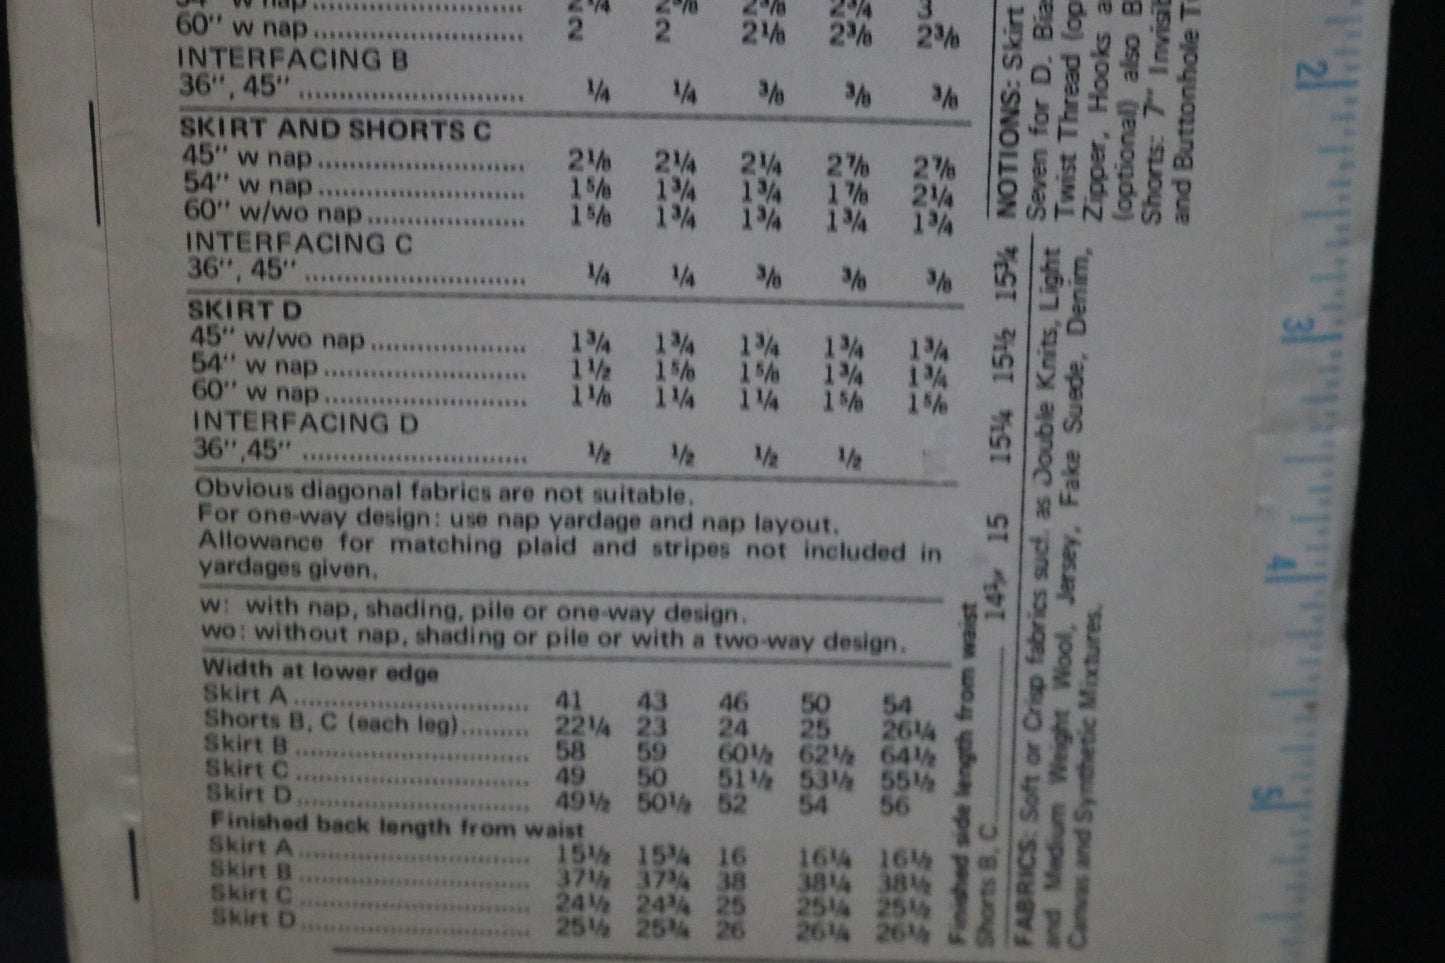 54" w nap
60" w nap 2 2 2⅛ 2⅜ 2⅜
INTERFACING B
36", 45" ¼ ¼ ⅜ ⅜ ⅜
SKIRT AND SHORTS C
45" w nap 2⅛ 2¼ 2¼ 2⅞ 2⅞
54" w nap 1⅝ 1¾ 1¾ 1⅞ 2¼
60" w/wo nap 1⅝ 1¾ 1¾ 1¾ 1¾
INTERFACING C
36", 45" ¼ ¼ ⅜ ⅜ ⅜
SKIRT D
45" w/wo nap 1¾ 1¾ 1¾ 1¾ 1¾
54" w nap 1½ 1⅝ 1⅝ 1¾ 1¾
60" w nap 1⅛ 1¼ 1¼ 1⅝ 1⅝
INTERFACING D
36",45" ½ ½ ½ ½
Obvious diagonal fabrics are not suitable.
For one-way design: use nap yardage and nap layout.
Allowance for matching plaid and stripes not included in
yardages given.
w: with nap, shading, pile or one-way design.
wo: without nap, shading or pile or with a two-way design.
Width at lower edge
Skirt A 41 43 46 50 54
Shorts B, C (each leg) 22¼ 23 24 25 26¼
Skirt B 58 59 60½ 62½ 64½
Skirt C 49 50 51½ 53½ 55½
Skirt D 49½ 50½ 52 54 56
Finished back length from waist
Skirt A 15½ 15¾ 16 16¼ 16½
Skirt B 37½ 37¾ 38 38¼ 38½
Skirt C 24½ 24¾ 25 25¼ 25½
Skirt D 25½ 25¾ 26 26¼ 26½
Finished side length from waist
Shorts B, C 15 15¼ 15½ 15¾
FABRICS: Soft or Crisp fabrics such as Double Knits, Light
and Medium Weight Wool, Jersey, Fake Suede, Denim,
Canvas and Synthetic Mixtures.
NOTIONS: Skirt
Seven for D, Bia
Twist Thread (op
Zipper, Hooks a
(optional) also B
Shorts: 7" Invisib
and Buttonhole T
2
3
4
5